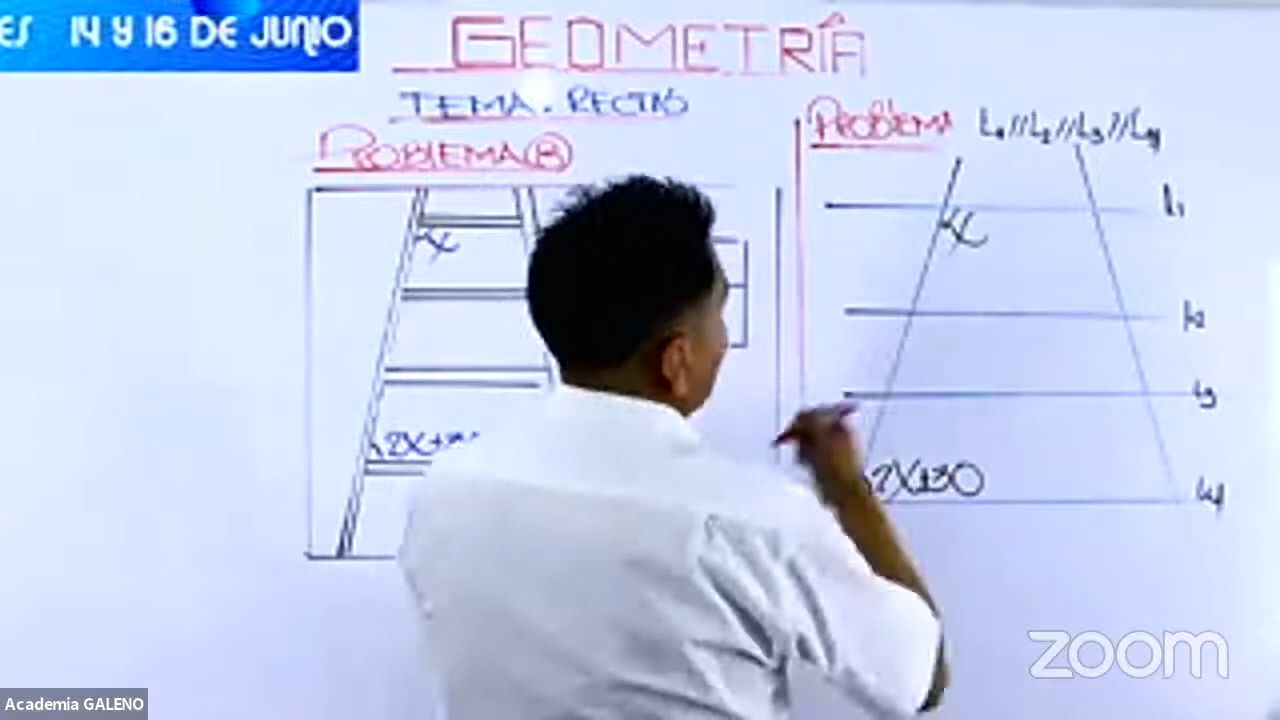 ES 14 Y 16 DE JUNIO
GEOMETRÍA
TEMA. RECTAS
PROBLEMA(B)
X
2X+30
PROBLEMA L1//L2//L3//L4
L1
X
L2
L3
2X+30
L4
zoom
Academia GALENO